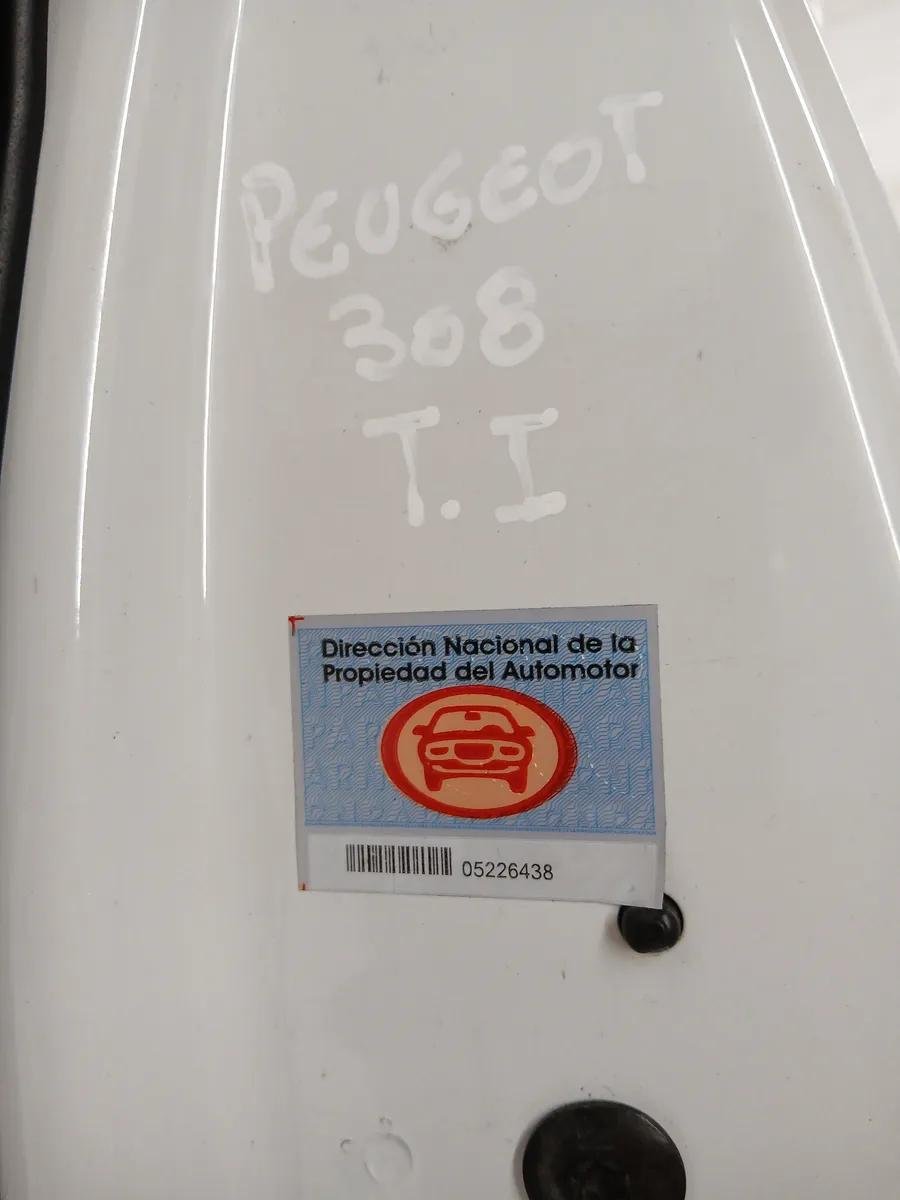 PEUGEOT
308
T.I
Dirección Nacional de la
Propiedad del Automotor
05226438